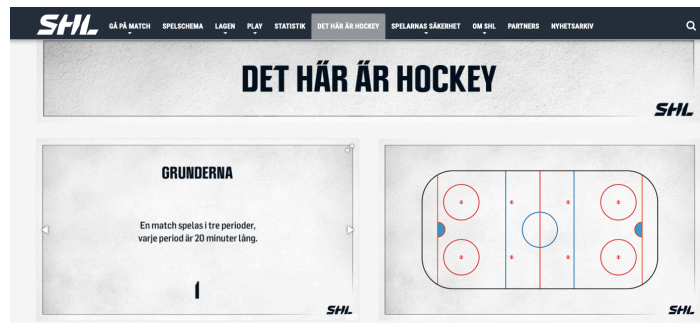 SHL GÅ PÅ MATCH SPELSCHEMA LAGEN PLAY STATISTIK DET HÄR ÄR HOCKEY SPELARNAS SÄKERHET OM SHL PARTNERS NYHETSARKIV
DET HÄR ÄR HOCKEY
SHL
GRUNDERNA
En match spelas i tre perioder,
varje period är 20 minuter lång.
1
SHL
SHL